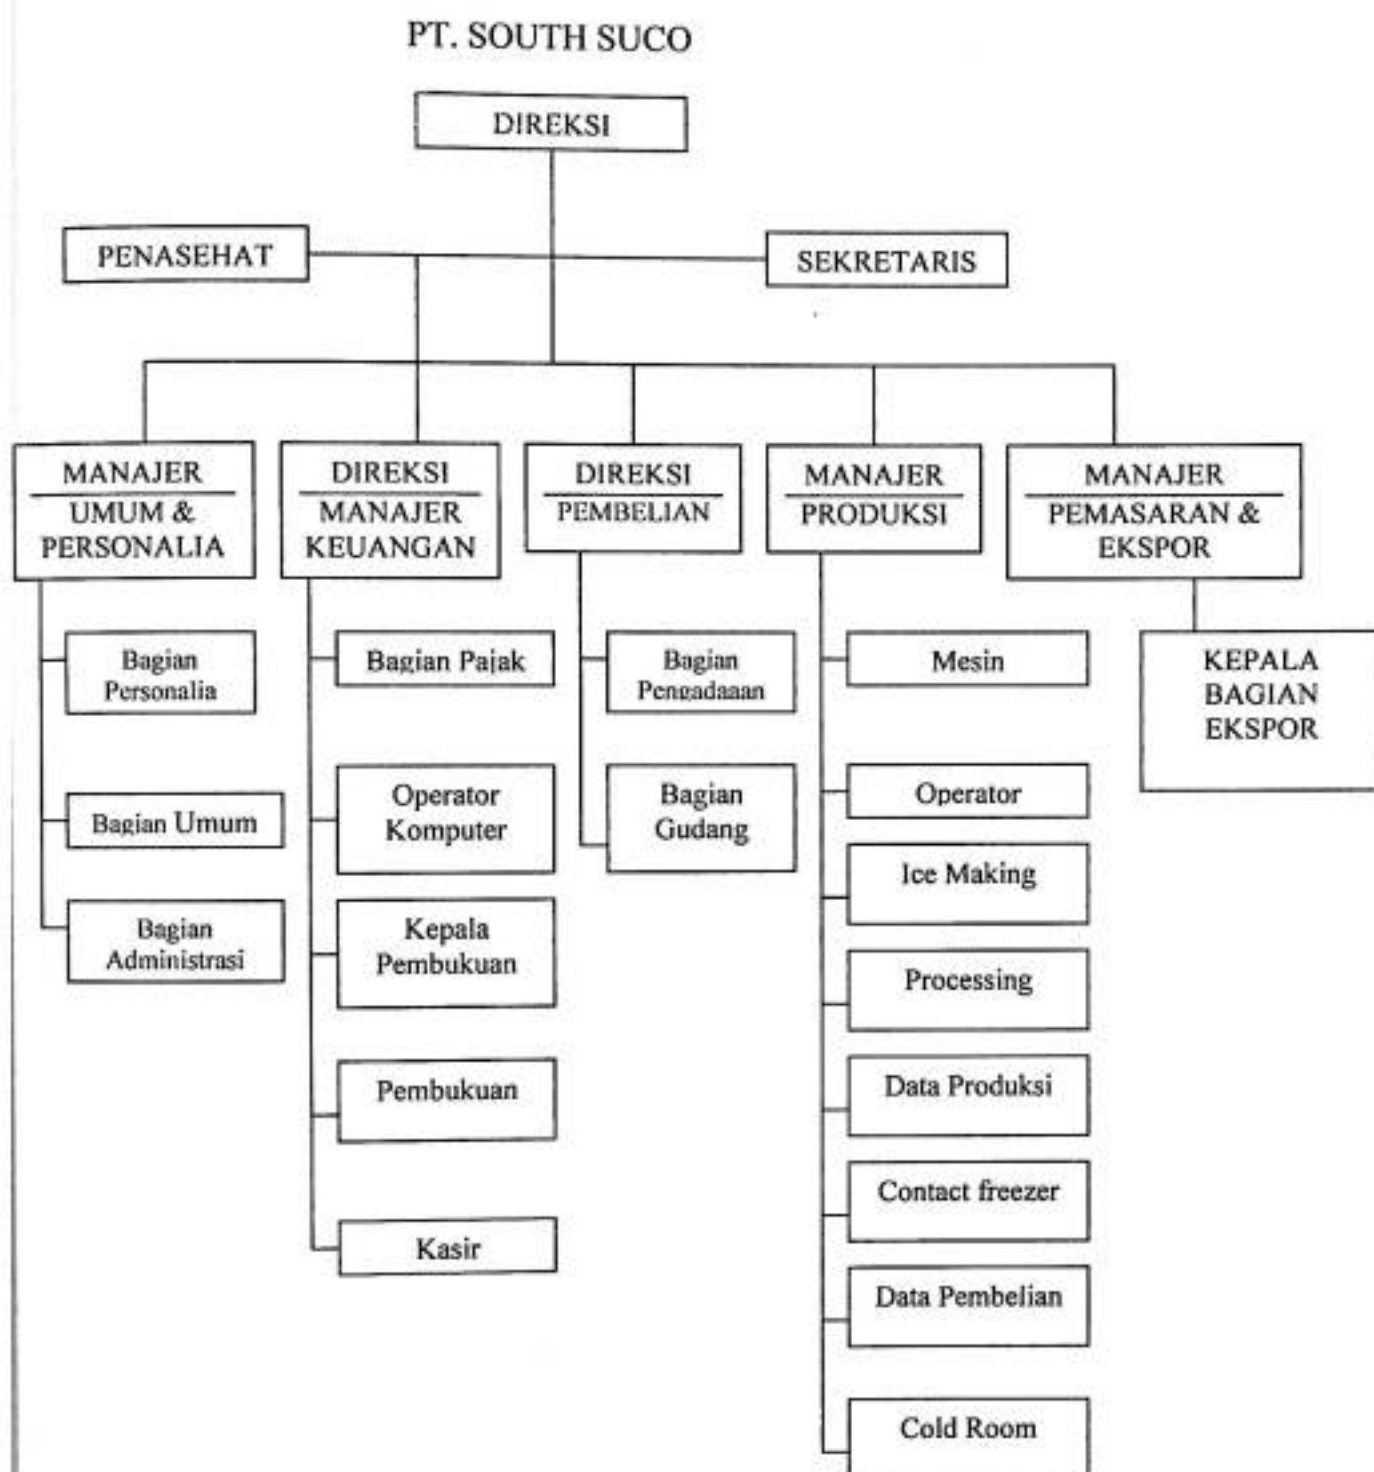 PT. SOUTH SUCO
DIREKSI
PENASEHAT
SEKRETARIS
MANAJER
UMUM &
PERSONALIA
DIREKSI
MANAJER
KEUANGAN
DIREKSI
PEMBELIAN
MANAJER
PRODUKSI
MANAJER
PEMASARAN &
EKSPOR
Bagian
Personalia
Bagian Umum
Bagian
Administrasi
Bagian Pajak
Operator
Komputer
Kepala
Pembukuan
Pembukuan
Kasir
Bagian
Pengadaaan
Bagian
Gudang
Mesin
Operator
Ice Making
Processing
Data Produksi
Contact freezer
Data Pembelian
Cold Room
KEPALA
BAGIAN
EKSPOR